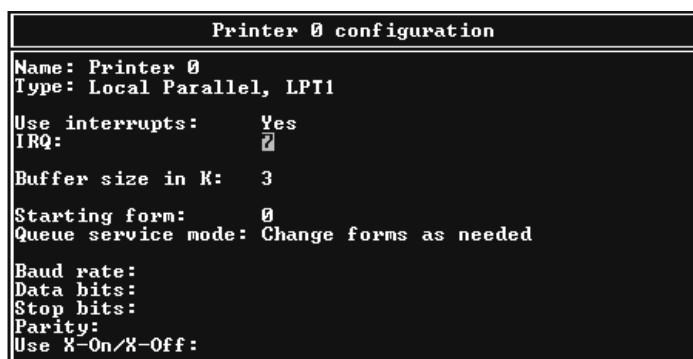 Printer 0 configuration
Name: Printer 0
Type: Local Parallel, LPT1
Use interrupts: Yes
IRQ: 7
Buffer size in K: 3
Starting form: 0
Queue service mode: Change forms as needed
Baud rate:
Data bits:
Stop bits:
Parity:
Use X-On/X-Off: